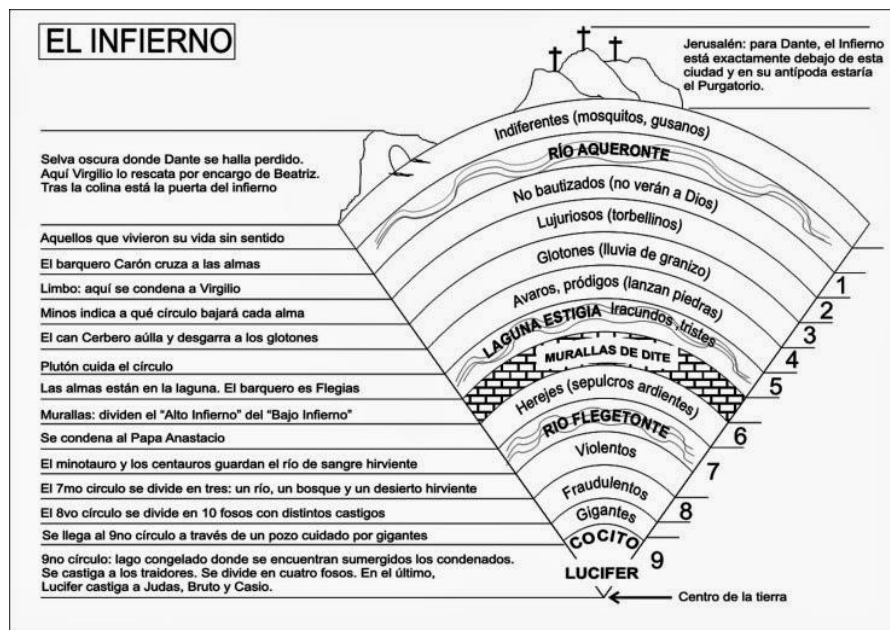 EL INFIERNO
Jerusalén: para Dante, el Infierno
está exactamente debajo de esta
ciudad y en su antípoda estaría
el Purgatorio.
Selva oscura donde Dante se halla perdido.
Aquí Virgilio lo rescata por encargo de Beatriz.
Tras la colina está la puerta del infierno
Aquellos que vivieron su vida sin sentido
El barquero Carón cruza a las almas
Limbo: aquí se condena a Virgilio
Minos indica a qué círculo bajará cada alma
El can Cerbero aúlla y desgarra a los glotones
Plutón cuida el círculo
Las almas están en la laguna. El barquero es Flegias
Murallas: dividen el "Alto Infierno" del "Bajo Infierno"
Se condena al Papa Anastacio
El minotauro y los centauros guardan el río de sangre hirviente
El 7mo circulo se divide en tres: un río, un bosque y un desierto hirviente
El 8vo círculo se divide en 10 fosos con distintos castigos
Se llega al 9no círculo a través de un pozo cuidado por gigantes
9no círculo: lago congelado donde se encuentran sumergidos los condenados.
Se castiga a los traidores. Se divide en cuatro fosos. En el último,
Lucifer castiga a Judas, Bruto y Casio.
Indiferentes (mosquitos, gusanos)
RÍO AQUERONTE
No bautizados (no verán a Dios)
Lujuriosos (torbellinos)
Glotones (lluvia de granizo)
Avaros, pródigos (lanzan piedras)
LAGUNA ESTIGIA Iracundos ,tristes
MURALLAS DE DITE
Herejes (sepulcros ardientes)
RIO FLEGETONTE
Violentos
Fraudulentos
Gigantes
COCITO
LUCIFER
1
2
3
4
5
6
7
8
9
Centro de la tierra